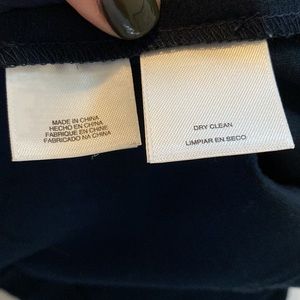 MADE IN CHINA
HECHO EN CHINA
FABRIQUE EN CHINE
FABRICADO NA CHINA
DRY CLEAN
LIMPIAR EN SECO